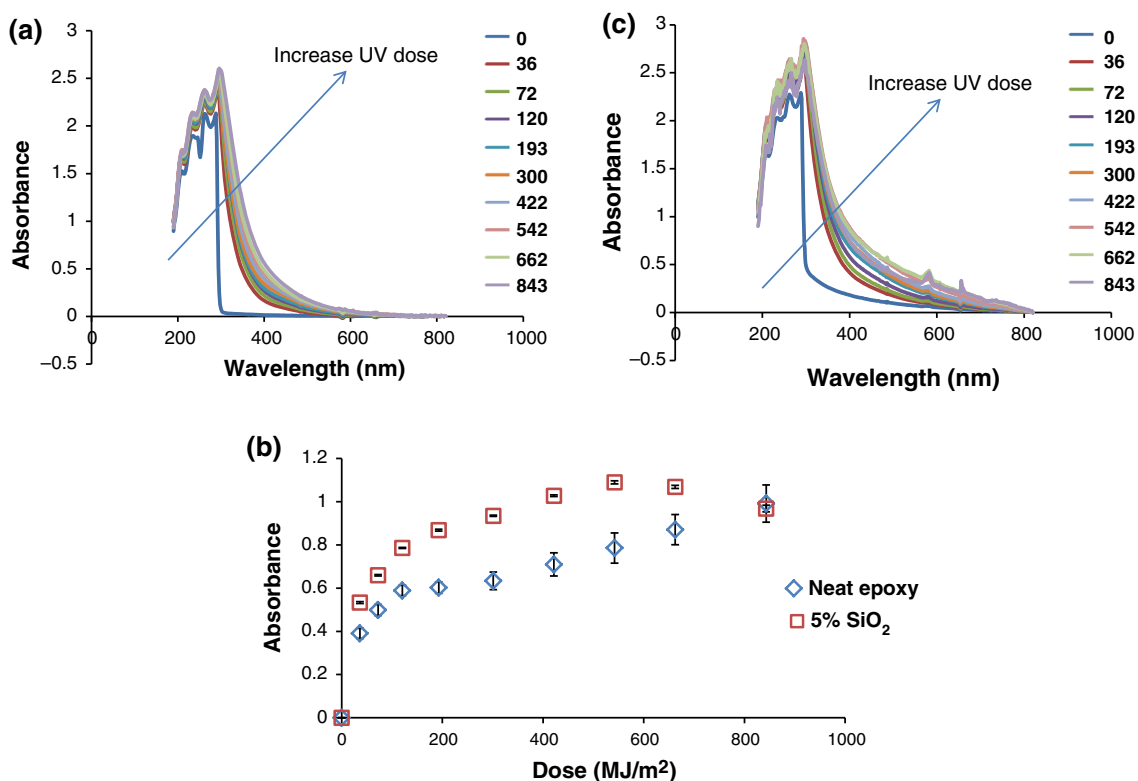 (a)
3
2.5
2
1.5
1
0.5
0
–0.5
0 200 400 600 800 1000
Absorbance
Wavelength (nm)
Increase UV dose
0
36
72
120
193
300
422
542
662
843
(c)
3
2.5
2
1.5
1
0.5
0
–0.5
0 200 400 600 800 1000
Absorbance
Wavelength (nm)
Increase UV dose
0
36
72
120
193
300
422
542
662
843
(b)
1.2
1
0.8
0.6
0.4
0.2
0
0 200 400 600 800 1000
Absorbance
Dose (MJ/m²)
Neat epoxy
5% SiO₂